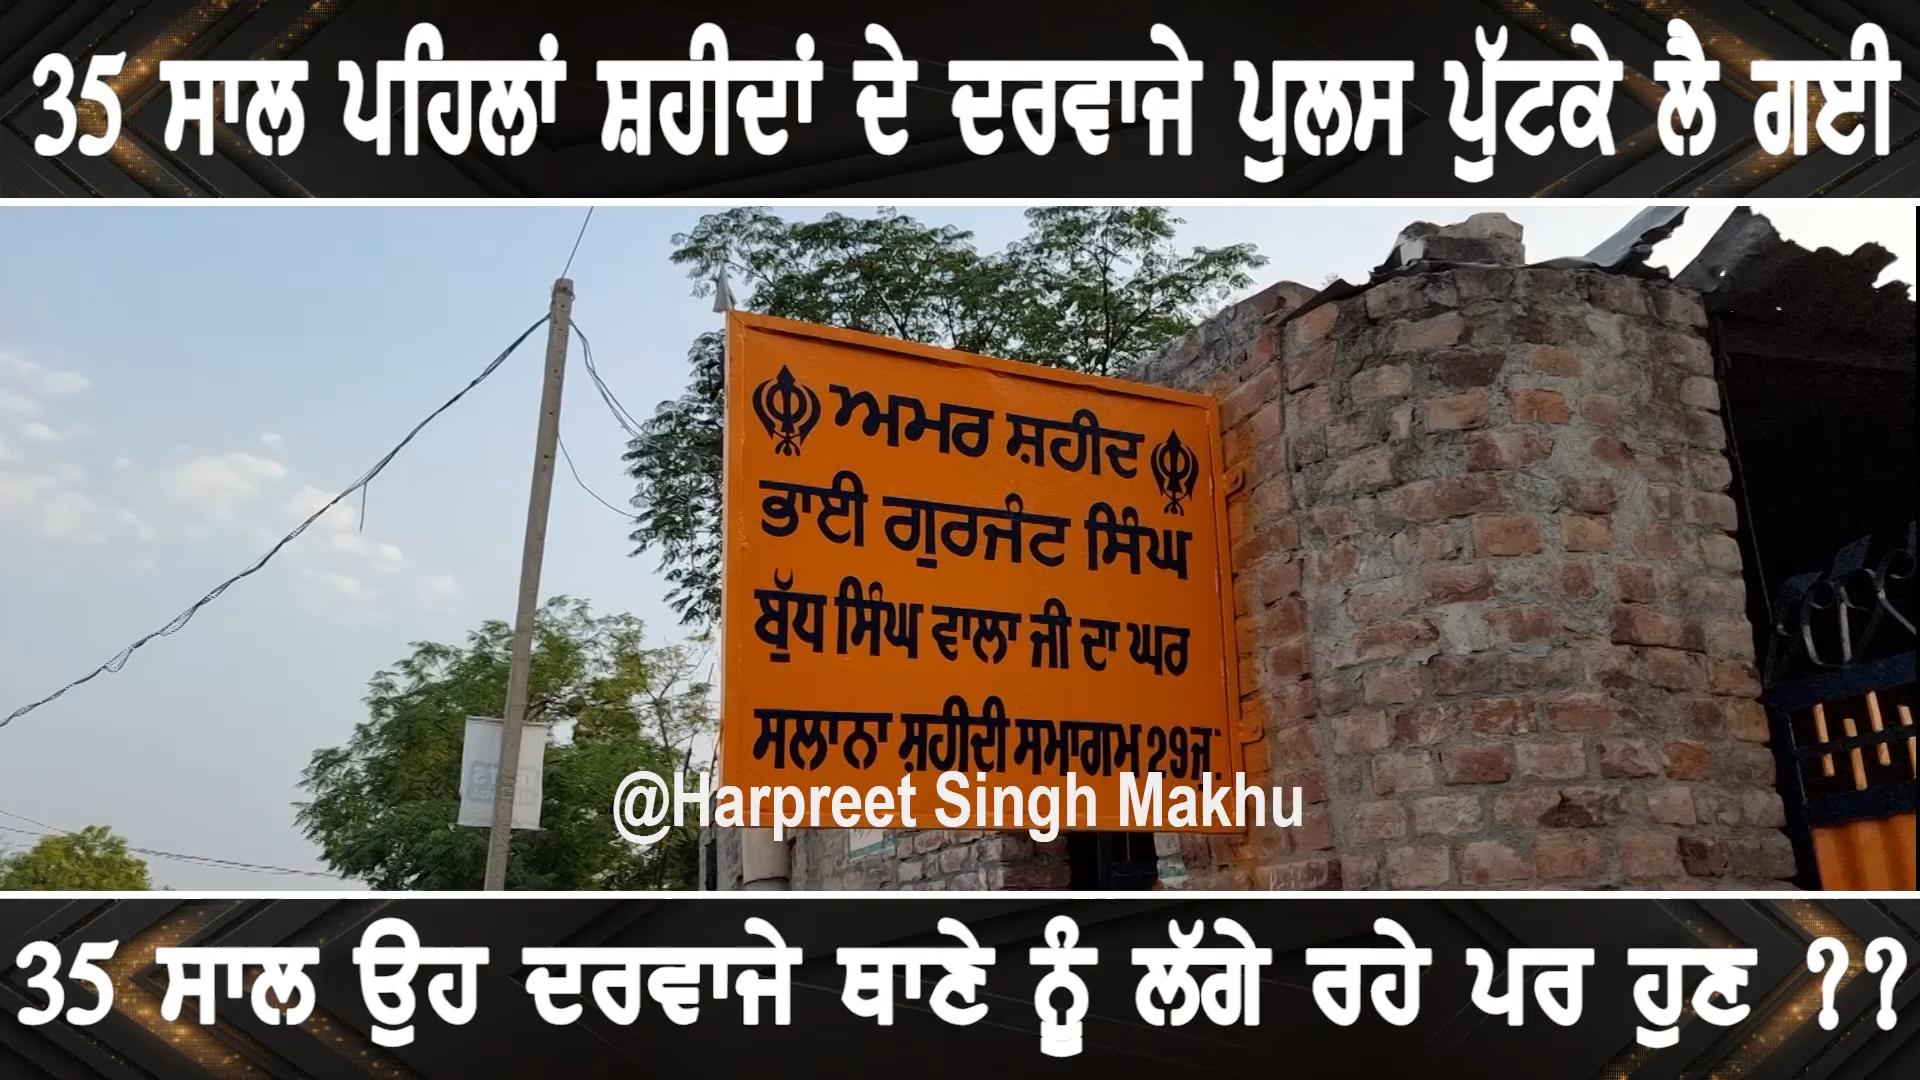 35 ਸਾਲ ਪਹਿਲਾਂ ਸ਼ਹੀਦਾਂ ਦੇ ਦਰਵਾਜੇ ਪੁਲਸ ਪੁੱਟਕੇ ਲੈ ਗਈ
ਅਮਰ ਸ਼ਹੀਦ
ਭਾਈ ਗੁਰਜੰਟ ਸਿੰਘ
ਬੁੱਧ ਸਿੰਘ ਵਾਲਾ ਜੀ ਦਾ ਘਰ
ਸਲਾਨਾ ਸ਼ਹੀਦੀ ਸਮਾਗਮ 29ਜੁ:
@Harpreet Singh Makhu
35 ਸਾਲ ਉਹ ਦਰਵਾਜੇ ਥਾਣੇ ਨੂੰ ਲੱਗੇ ਰਹੇ ਪਰ ਹੁਣ ??